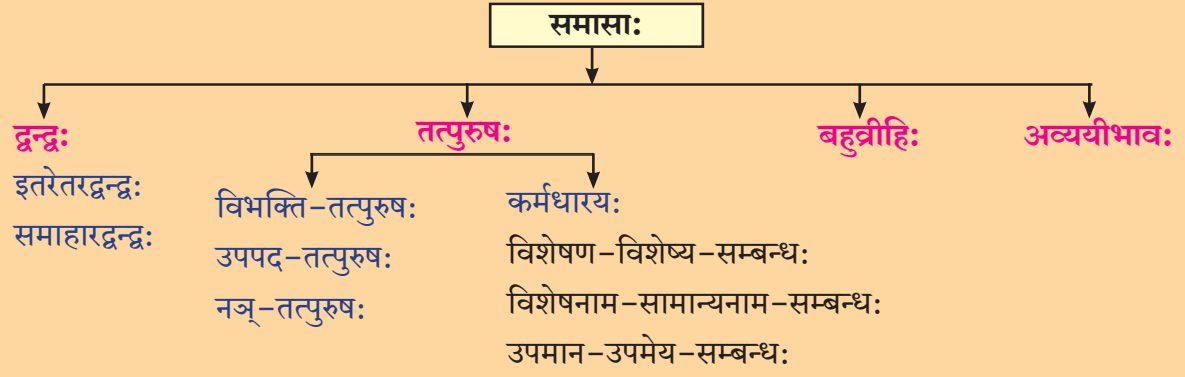 समासाः
द्वन्द्वः
इतरेतरद्वन्द्वः
समाहारद्वन्द्वः
तत्पुरुषः
विभक्ति-तत्पुरुषः
उपपद-तत्पुरुषः
नञ्-तत्पुरुषः
कर्मधारयः
विशेषण-विशेष्य-सम्बन्धः
विशेषनाम-सामान्यनाम-सम्बन्धः
उपमान-उपमेय-सम्बन्धः
बहुव्रीहिः
अव्ययीभावः